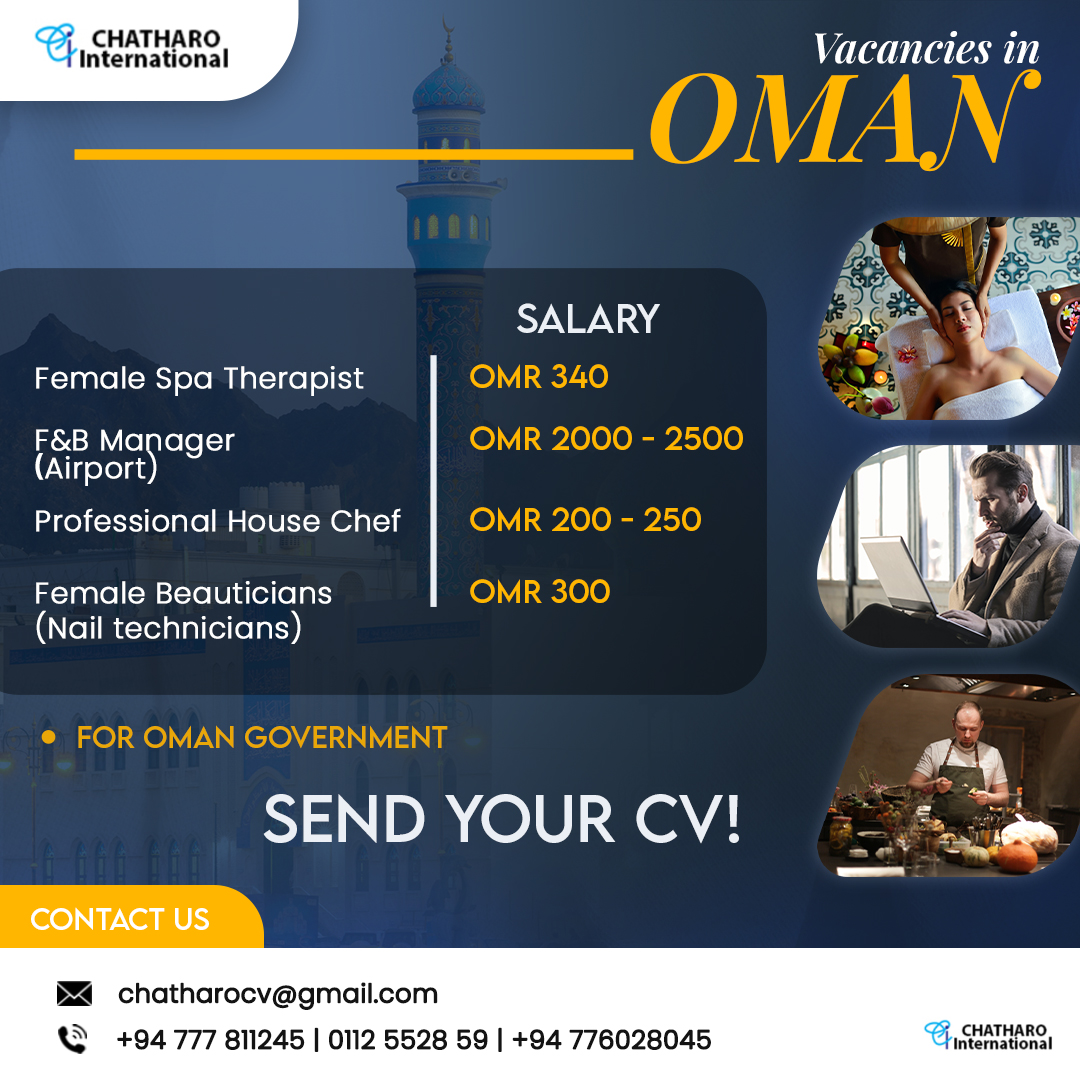 CHATHARO
International
Vacancies in
OMAN
SALARY
Female Spa Therapist OMR 340
F&B Manager OMR 2000 - 2500
(Airport)
Professional House Chef OMR 200 - 250
Female Beauticians OMR 300
(Nail technicians)
• FOR OMAN GOVERNMENT
SEND YOUR CV!
CONTACT US
chatharocv@gmail.com
+94 777 811245 | 0112 5528 59 | +94 776028045
CHATHARO
International